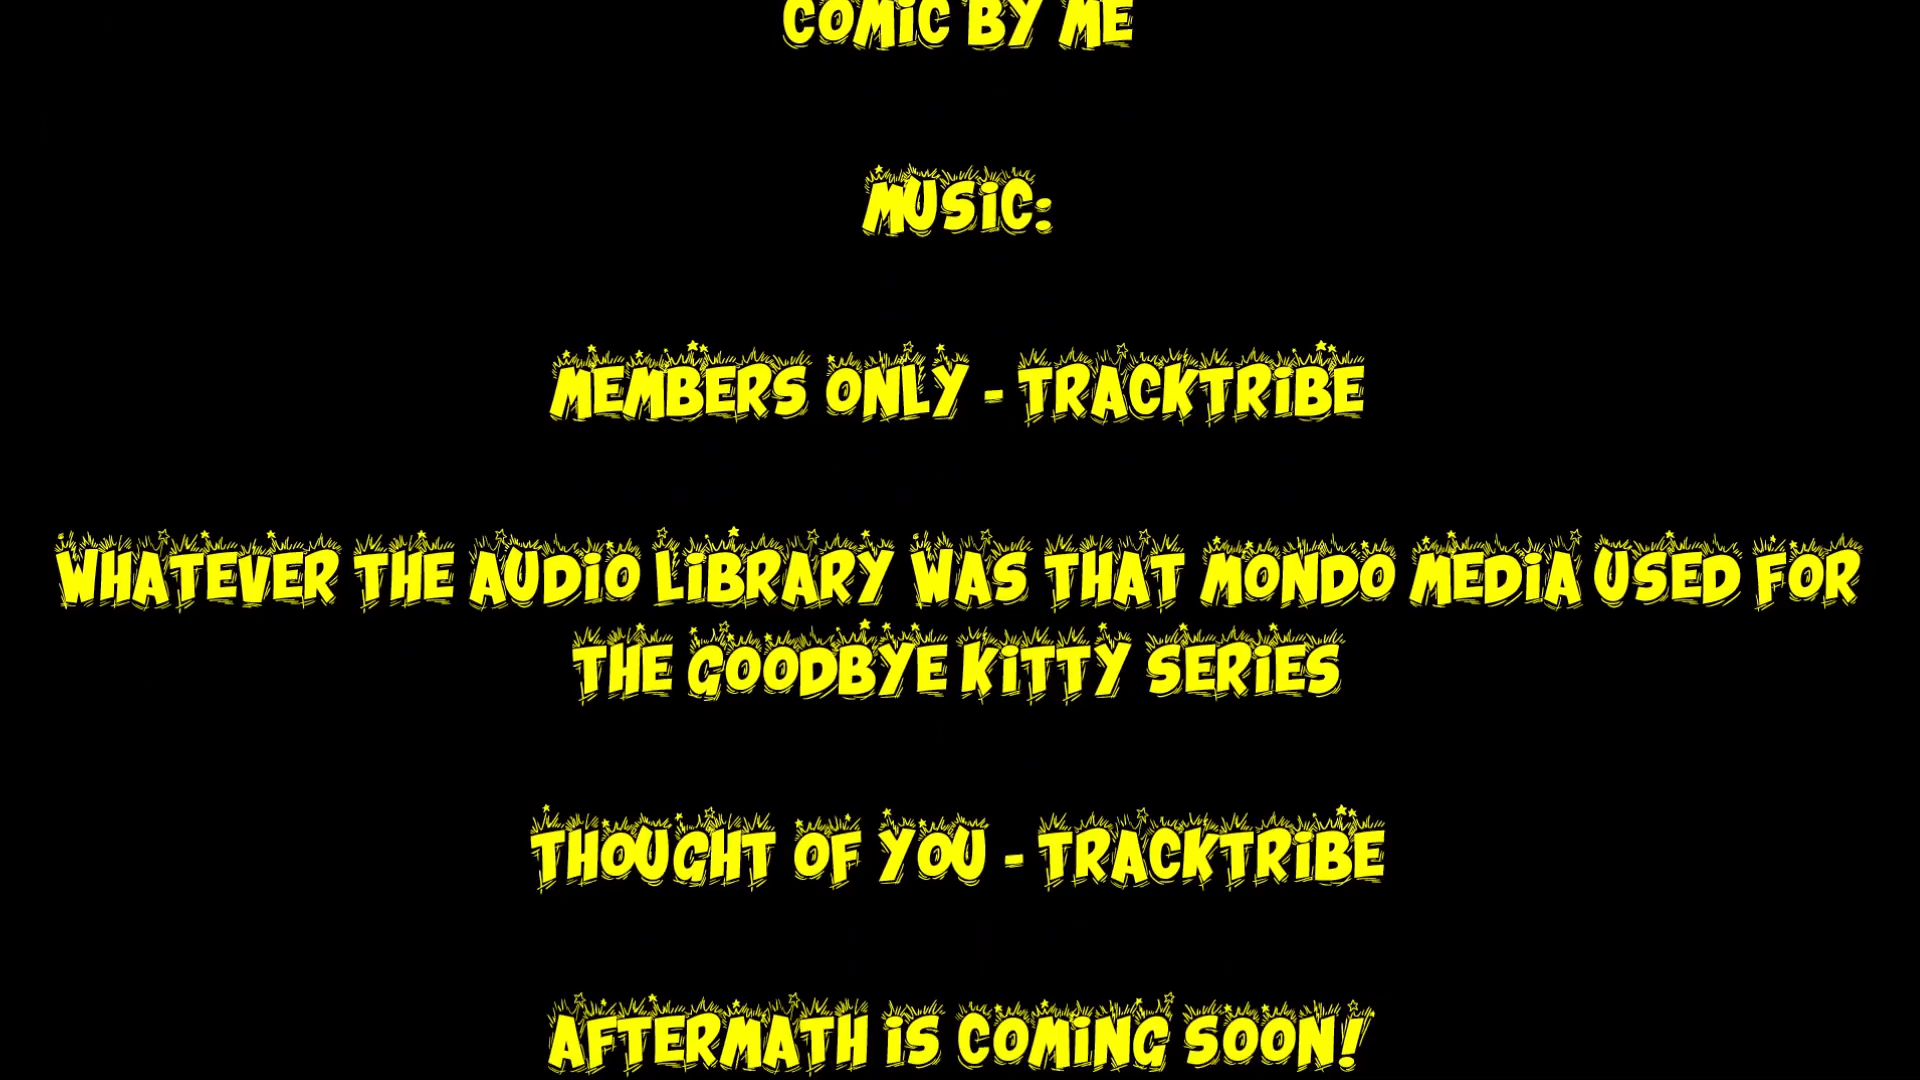 COMIC BY ME
MUSIC:
MEMBERS ONLY - TRACKTRIBE
WHATEVER THE AUDIO LIBRARY WAS THAT MONDO MEDIA USED FOR
THE GOODBYE KITTY SERIES
THOUGHT OF YOU - TRACKTRIBE
AFTERMATH IS COMING SOON!